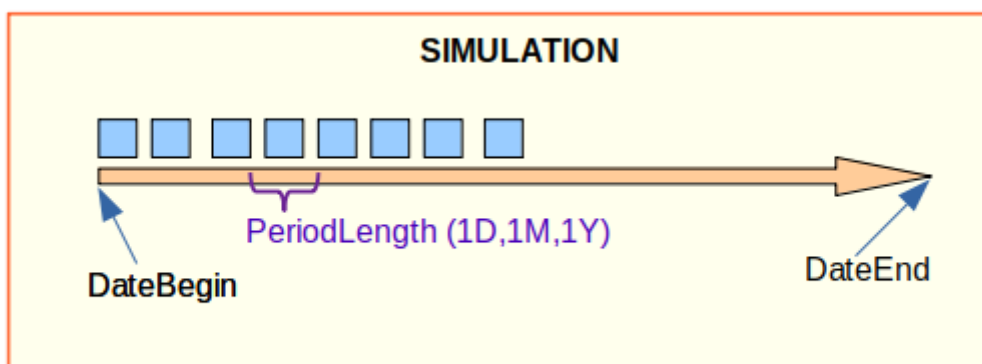 SIMULATION
PeriodLength (1D,1M,1Y)
DateBegin
DateEnd